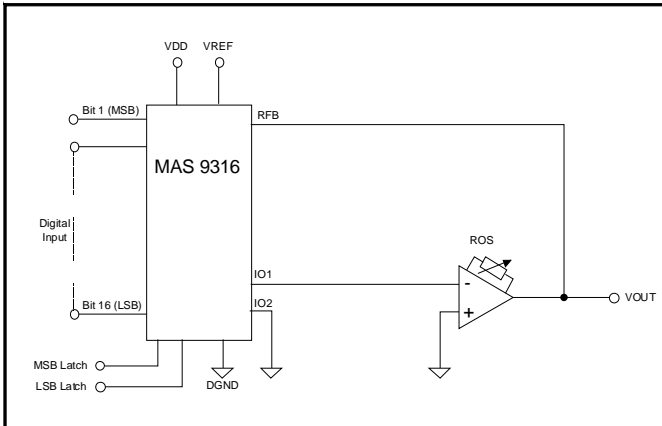 VDD
VREF
Bit 1 (MSB)
RFB
MAS 9316
Digital
Input
ROS
IO1
-
VOUT
IO2
+
Bit 16 (LSB)
MSB Latch
LSB Latch
DGND